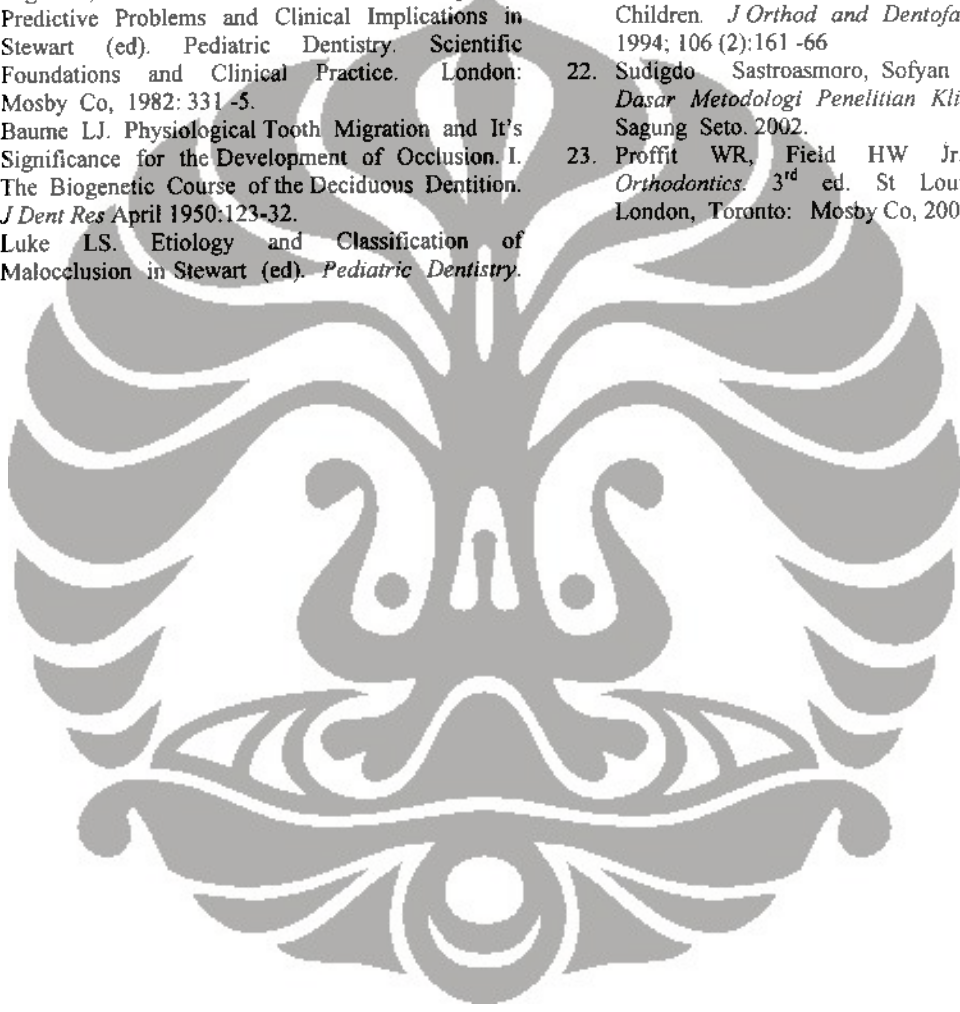 Predictive Problems and Clinical Implications in
Stewart (ed). Pediatric Dentistry. Scientific
Foundations and Clinical Practice. London:
Mosby Co, 1982: 331 -5.
Baume LJ. Physiological Tooth Migration and It's
Significance for the Development of Occlusion. I.
The Biogenetic Course of the Deciduous Dentition.
J Dent Res April 1950:123-32.
Luke LS. Etiology and Classification of
Malocclusion in Stewart (ed). Pediatric Dentistry.
Children. J Orthod and Dentofa
1994; 106 (2):161 -66
22. Sudigdo Sastroasmoro, Sofyan
Dasar Metodologi Penelitian Kli
Sagung Seto. 2002.
23. Proffit WR, Field HW Jr.
Orthodontics. 3rd ed. St Lou
London, Toronto: Mosby Co, 200